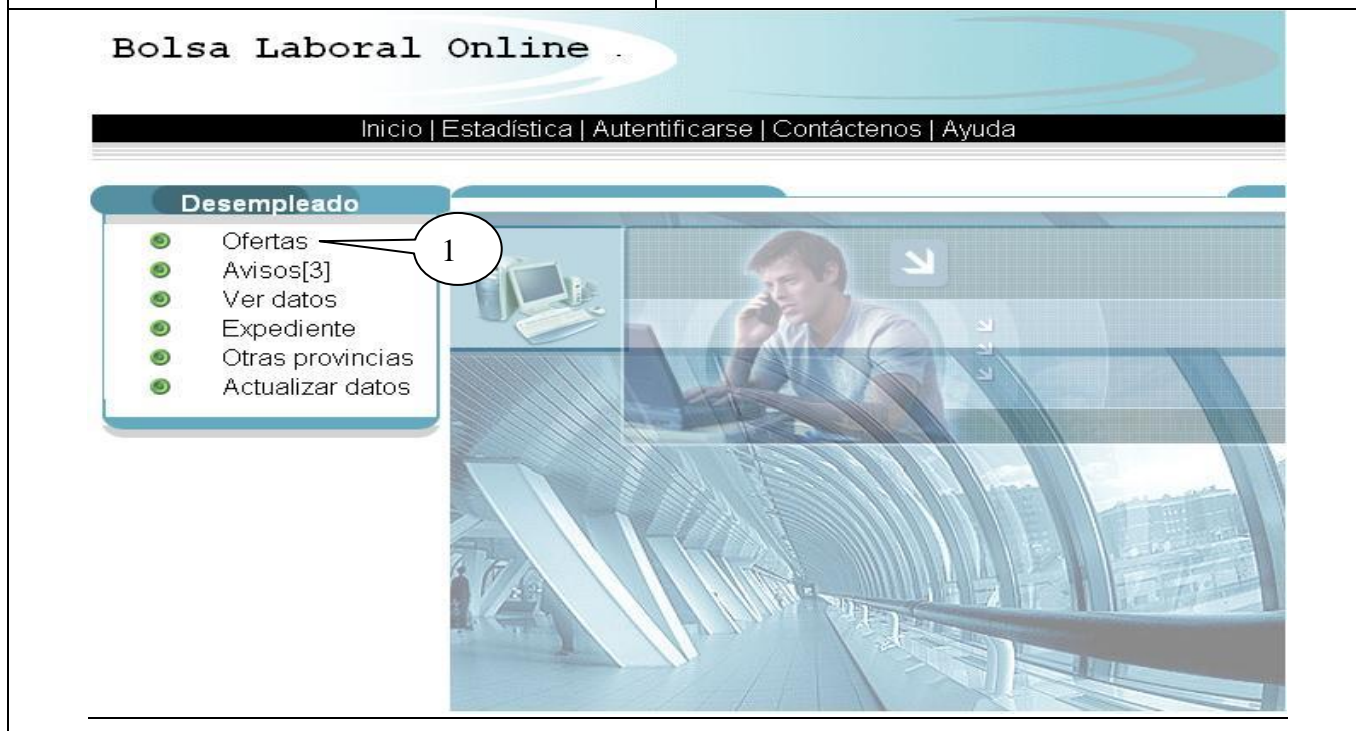 Bolsa Laboral Online .
Inicio | Estadística | Autentificarse | Contáctenos | Ayuda
Desempleado
Ofertas
1
Avisos[3]
Ver datos
Expediente
Otras provincias
Actualizar datos